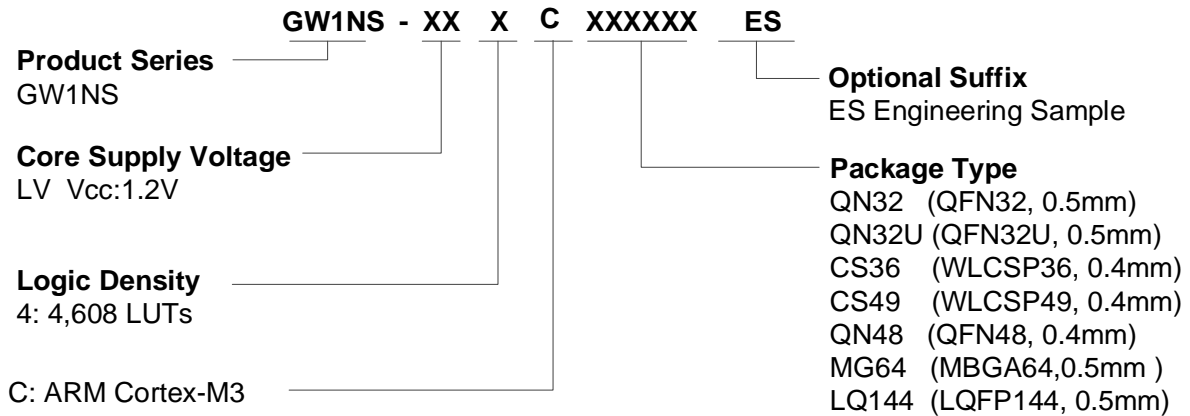 GW1NS - XX X C XXXXXX ES
Product Series
GW1NS
Core Supply Voltage
LV Vcc:1.2V
Logic Density
4: 4,608 LUTs
C: ARM Cortex-M3
Optional Suffix
ES Engineering Sample
Package Type
QN32 (QFN32, 0.5mm)
QN32U (QFN32U, 0.5mm)
CS36 (WLCSP36, 0.4mm)
CS49 (WLCSP49, 0.4mm)
QN48 (QFN48, 0.4mm)
MG64 (MBGA64,0.5mm )
LQ144 (LQFP144, 0.5mm)